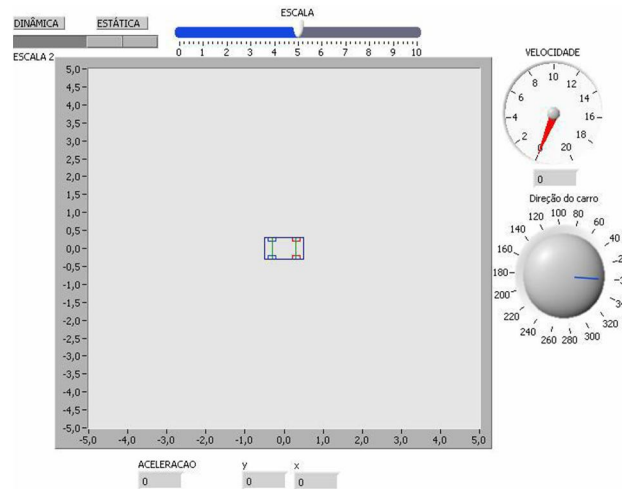 ESCALA
DINÂMICA ESTÁTICA
0 1 2 3 4 5 6 7 8 9 10
ESCALA 2
5,0
4,5
4,0
3,5
3,0
2,5
2,0
1,5
1,0
0,5
0,0
-0,5
-1,0
-1,5
-2,0
-2,5
-3,0
-3,5
-4,0
-4,5
-5,0
-5,0 -4,0 -3,0 -2,0 -1,0 0,0 1,0 2,0 3,0 4,0 5,0
VELOCIDADE
0 2 4 6 8 10 12 14 16 18 20
0
Direção do carro
40 60 80 100 120 140 160 180 200 220 240 260 280 300 320
ACELERACAO y x
0 0 0